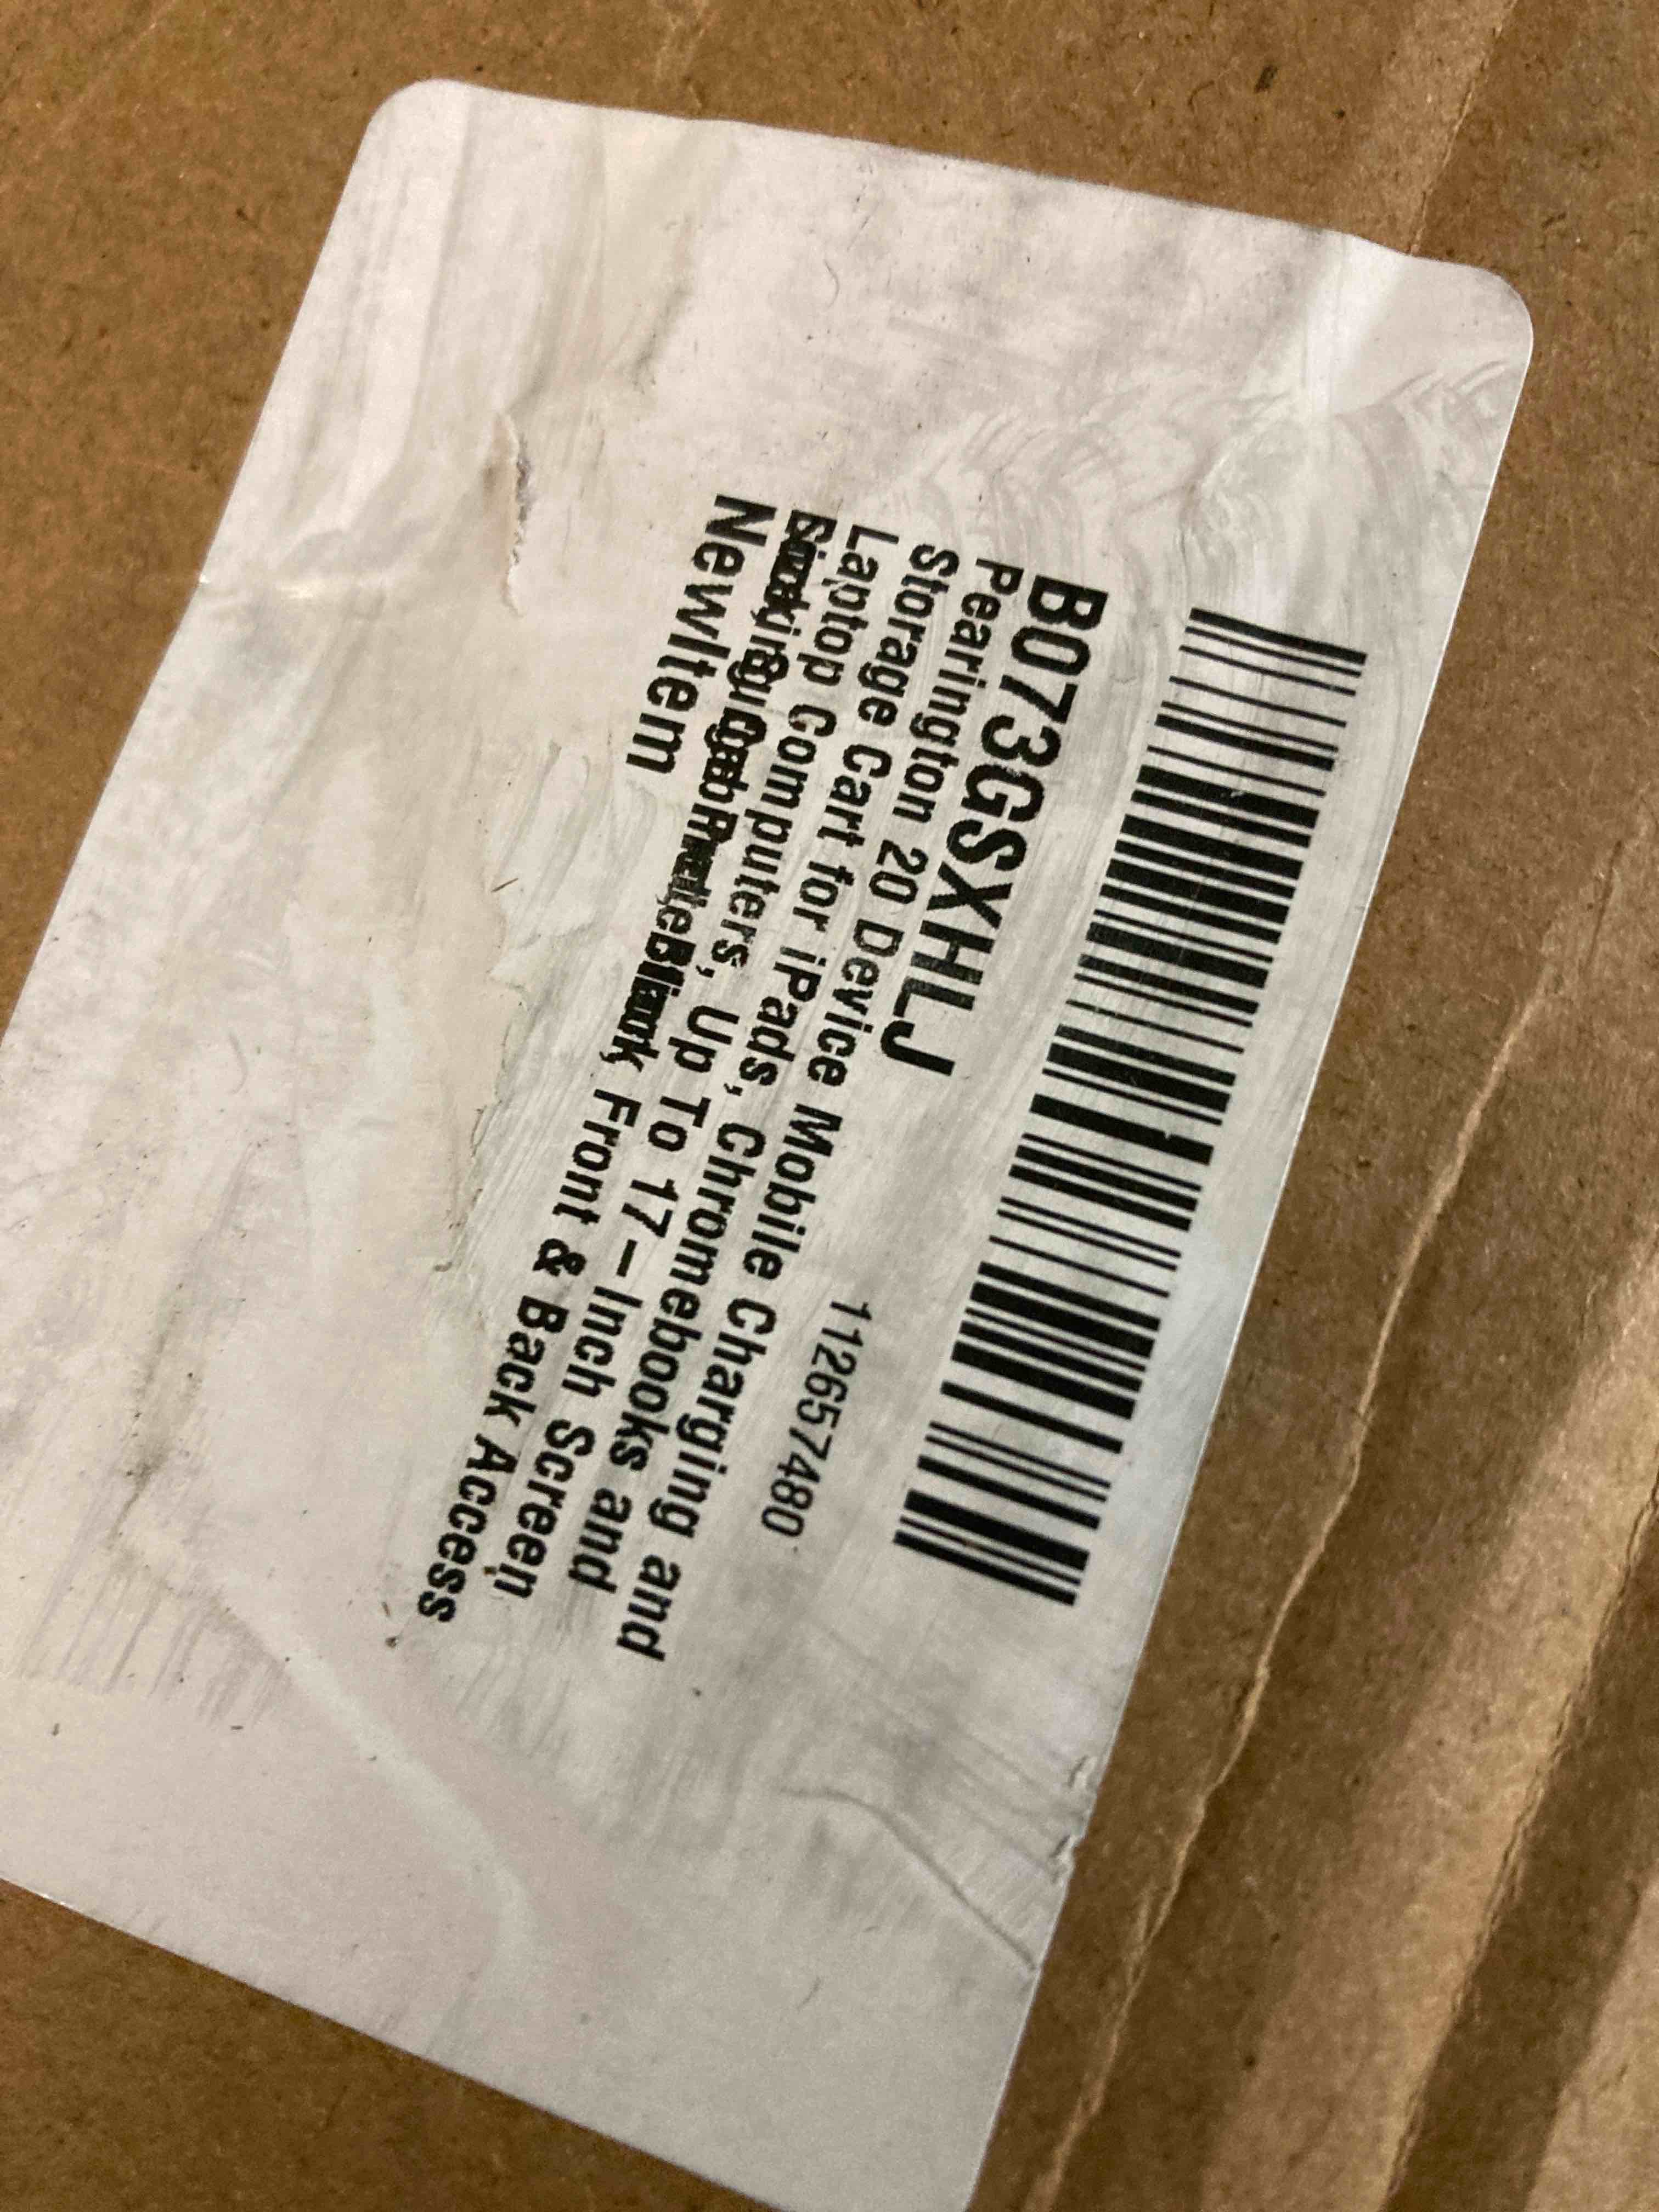 B073GSXHLJ
112657480
Pearington 20 Device Mobile Charging and
Storage Cart for iPads, Chromebooks and
Laptop Computers, Up To 17-Inch Screen
Front & Back Access
NewItem